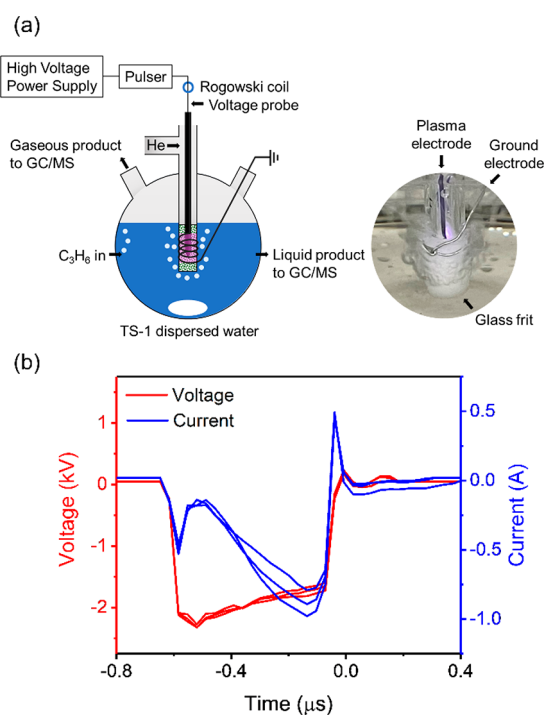 (a)
High Voltage
Power Supply
Pulser
Rogowski coil
Voltage probe
Gaseous product
to GC/MS
He
C₃H₆ in
Liquid product
to GC/MS
TS-1 dispersed water
Plasma
electrode
Ground
electrode
Glass frit
(b)
Voltage
Current
1
0
-1
-2
Voltage (kV)
0.5
0.0
-0.5
-1.0
Current (A)
-0.8
-0.4
0.0
0.4
Time (μs)